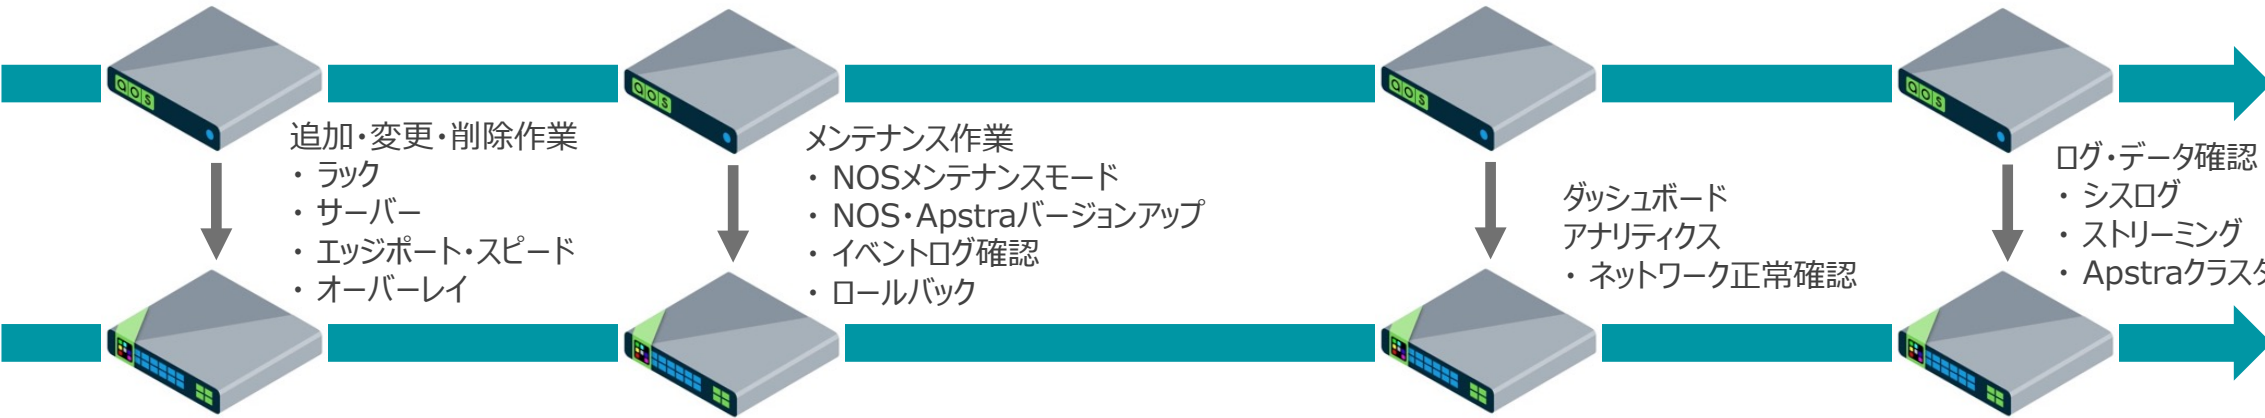 AOS
AOS
AOS
AOS
追加・変更・削除作業
・ ラック
・ サーバー
・ エッジポート・スピード
・ オーバーレイ
メンテナンス作業
・ NOSメンテナンスモード
・ NOS・Apstraバージョンアップ
・ イベントログ確認
・ ロールバック
ダッシュボード
アナリティクス
・ ネットワーク正常確認
ログ・データ確認
・ シスログ
・ ストリーミング
・ Apstraクラスタ